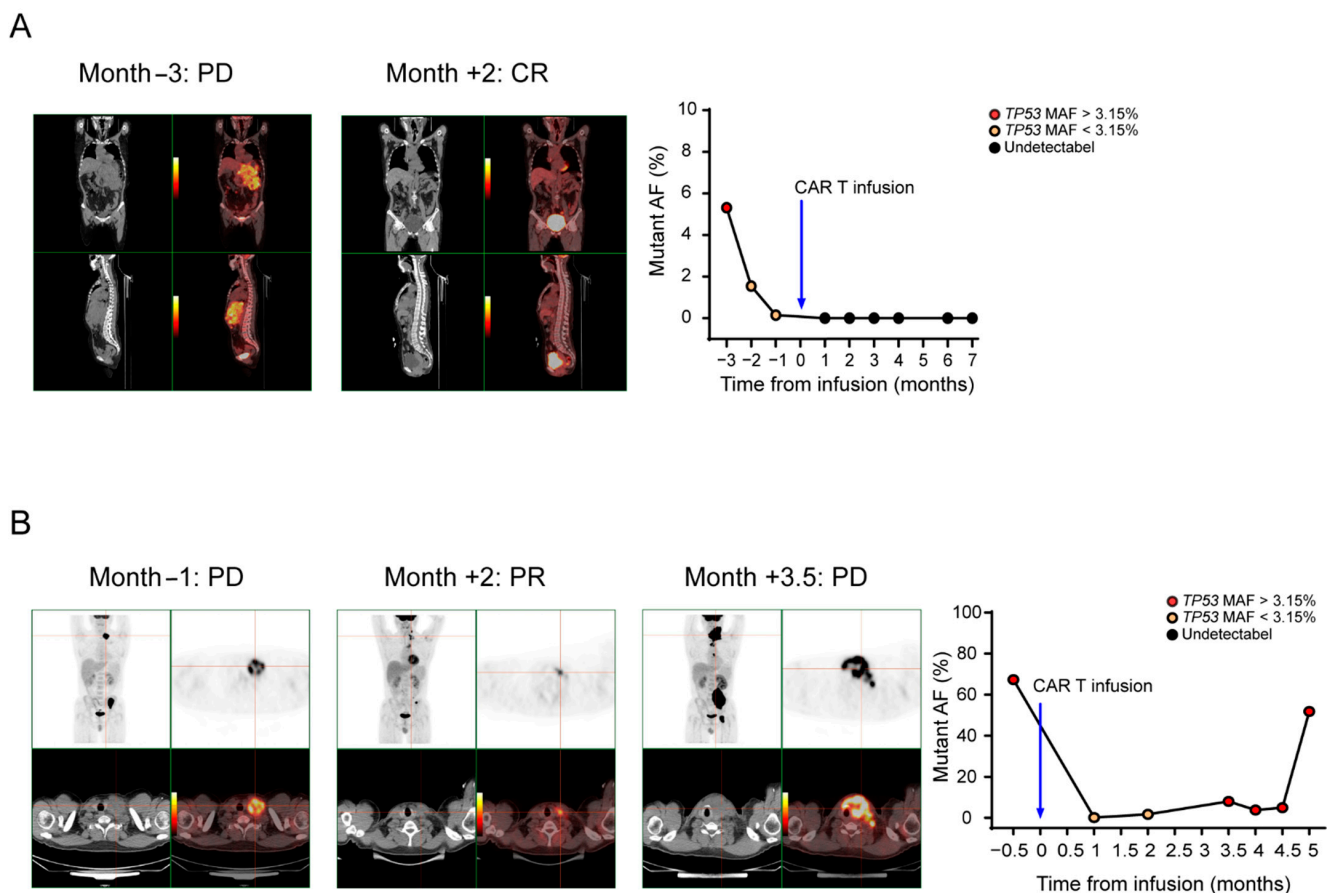 A
Month–3: PD
Month +2: CR
10
8
6
4
2
0
Mutant AF (%)
CAR T infusion
TP53 MAF > 3.15%
TP53 MAF < 3.15%
Undetectabel
−3 −2 −1 0 1 2 3 4 5 6 7
Time from infusion (months)
B
Month–1: PD
Month +2: PR
Month +3.5: PD
100
80
60
40
20
0
Mutant AF (%)
CAR T infusion
TP53 MAF > 3.15%
TP53 MAF < 3.15%
Undetectabel
−0.5 0 0.5 1 1.5 2 2.5 3 3.5 4 4.5 5
Time from infusion (months)